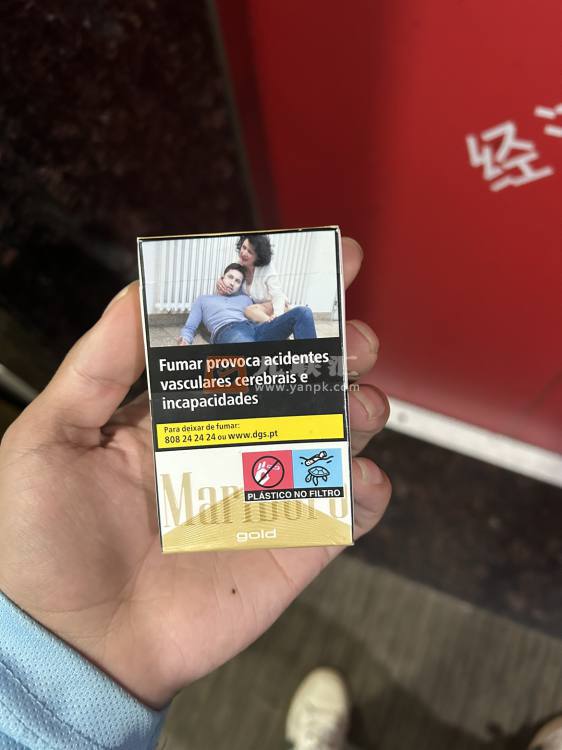 经
Fumar provoca acidentes
vasculares cerebrais e
incapacidades
www.yanpk.com
Para deixar de fumar:
808 24 24 24 ou www.dgs.pt
PLÁSTICO NO FILTRO
Marlboro
gold